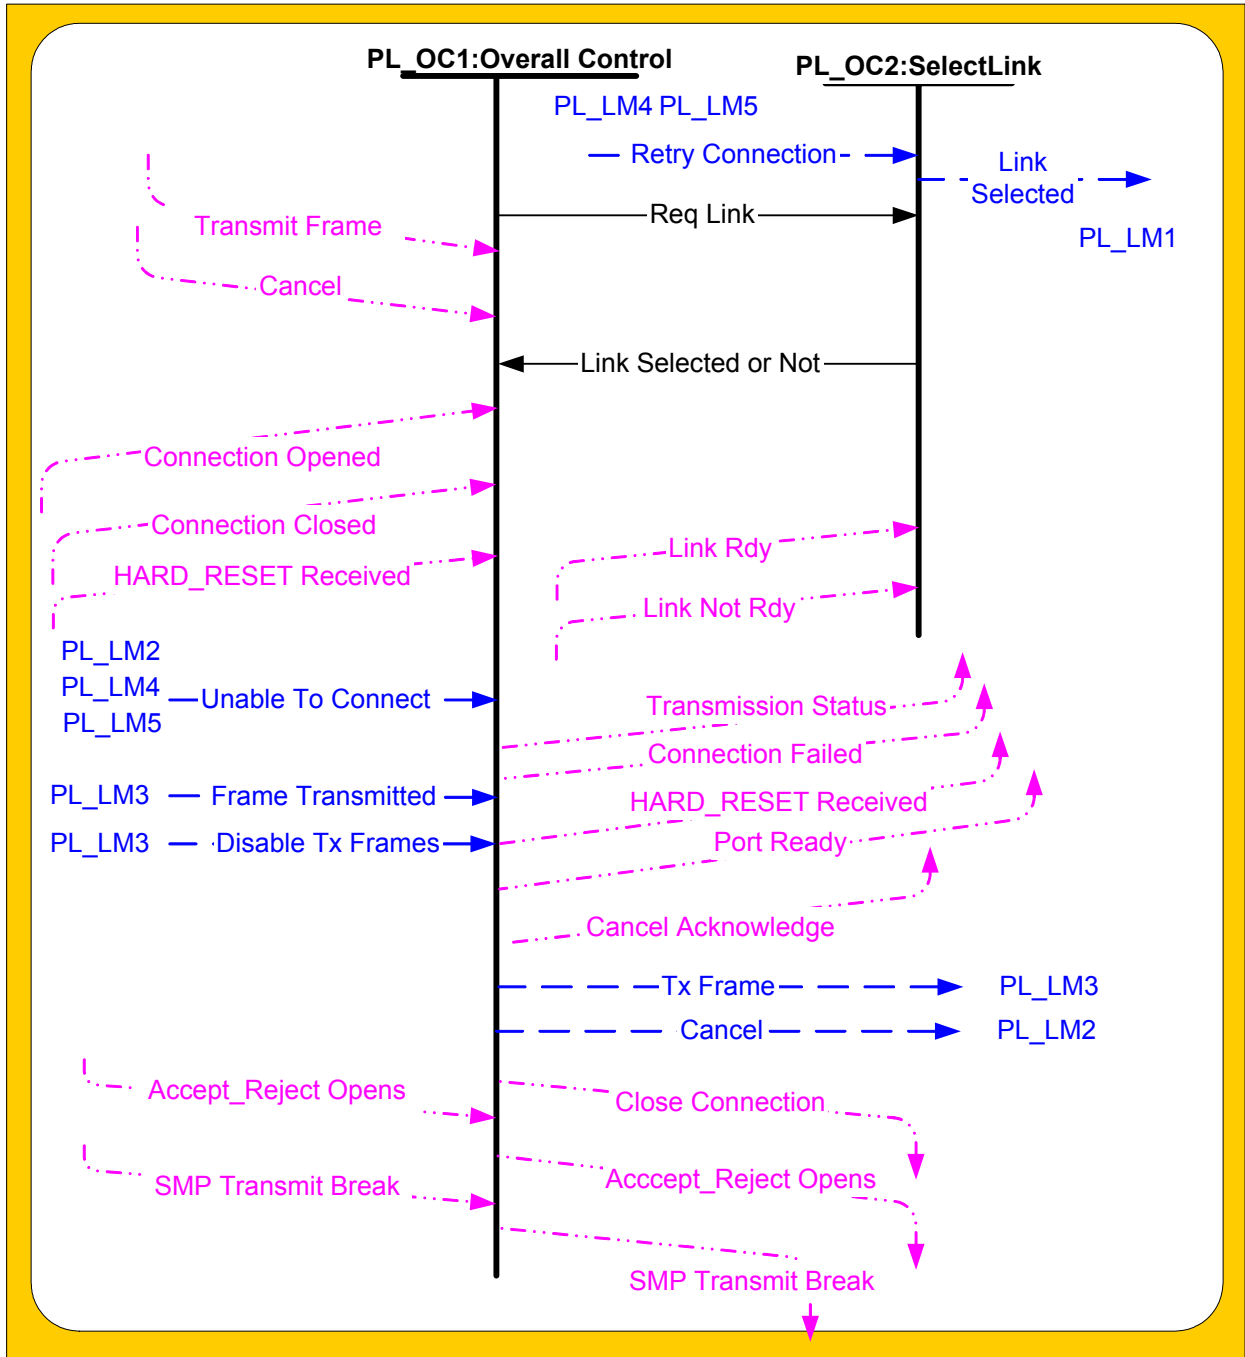 PL_OC1:Overall Control
PL_OC2:SelectLink
PL_LM4 PL_LM5
Retry Connection
Link
Selected
Req Link
Transmit Frame
PL_LM1
Cancel
Link Selected or Not
Connection Opened
Connection Closed
Link Rdy
HARD_RESET Received
Link Not Rdy
PL_LM2
PL_LM4
Unable To Connect
PL_LM5
Transmission Status
Connection Failed
PL_LM3
Frame Transmitted
HARD_RESET Received
PL_LM3
Disable Tx Frames
Port Ready
Cancel Acknowledge
Tx Frame
PL_LM3
Cancel
PL_LM2
Accept_Reject Opens
Close Connection
SMP Transmit Break
Acccept_Reject Opens
SMP Transmit Break